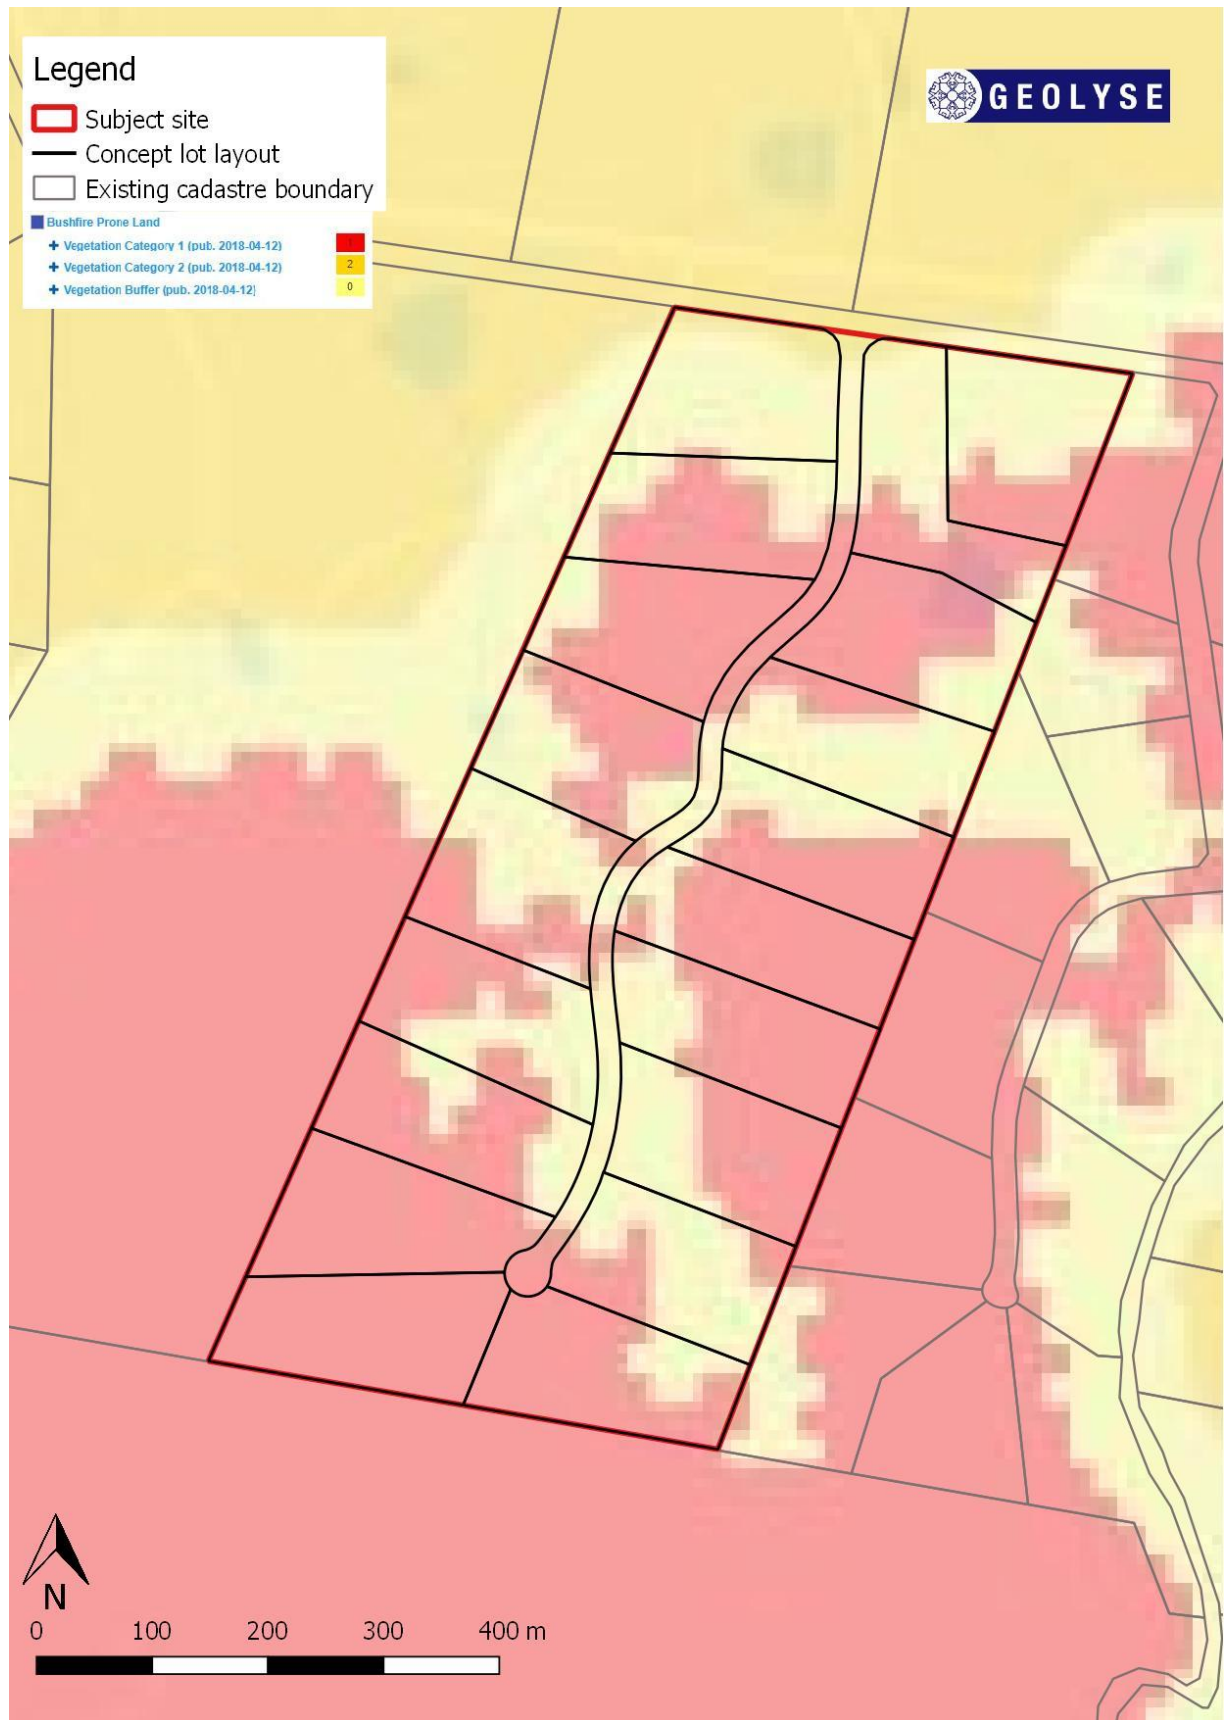 Legend
Subject site
Concept lot layout
Existing cadastre boundary
Bushfire Prone Land
Vegetation Category 1 (pub. 2018-04-12)
Vegetation Category 2 (pub. 2018-04-12)
2
Vegetation Buffer (pub. 2018-04-12)
0
GEOLYSE
N
0 100 200 300 400 m